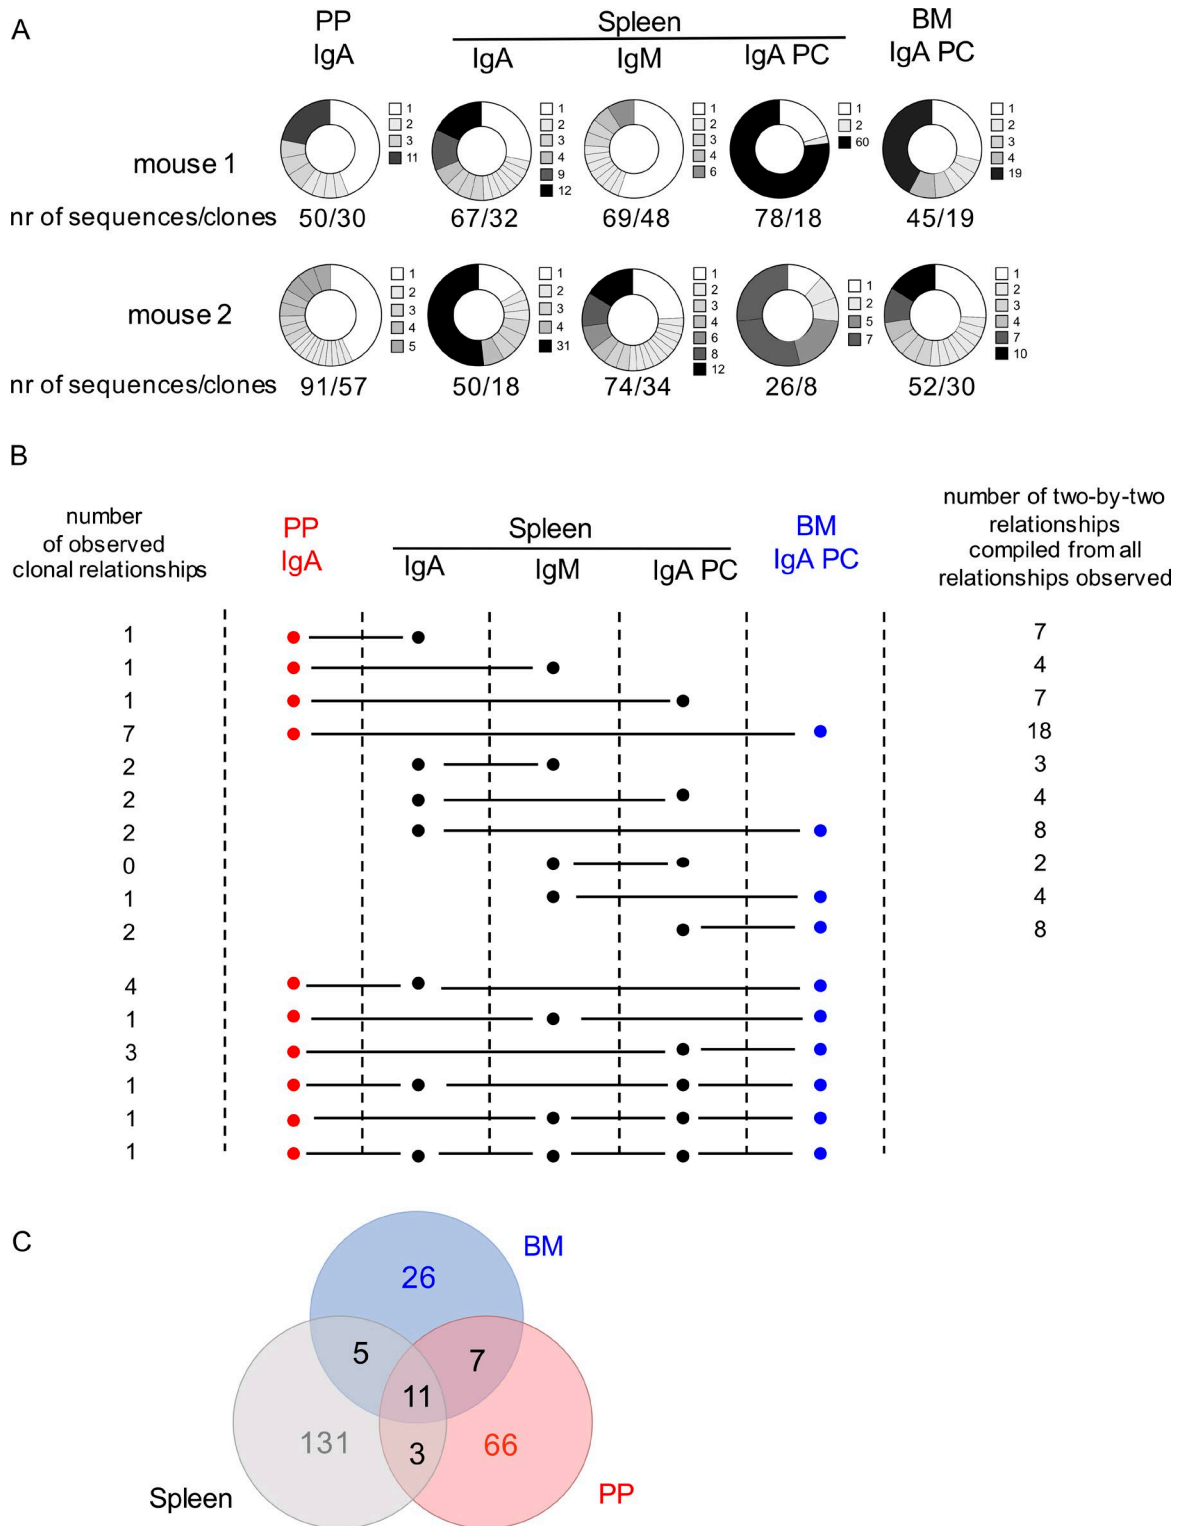 A
PP
IgA
Spleen
IgA
IgM
IgA PC
BM
IgA PC
mouse 1
1
2
3
11
1
2
3
4
9
12
1
2
3
4
6
1
2
60
1
2
3
4
19
nr of sequences/clones
50/30
67/32
69/48
78/18
45/19
mouse 2
1
2
3
4
5
1
2
3
4
31
1
2
3
4
6
8
12
1
2
5
7
1
2
3
4
7
10
nr of sequences/clones
91/57
50/18
74/34
26/8
52/30
B
number
of observed
clonal relationships
PP
IgA
Spleen
IgA
IgM
IgA PC
BM
IgA PC
number of two-by-two
relationships
compiled from all
relationships observed
1
7
1
4
1
7
7
18
2
3
2
4
2
8
0
2
1
4
2
8
4
1
3
1
1
1
C
BM
26
5
7
11
131
3
66
Spleen
PP